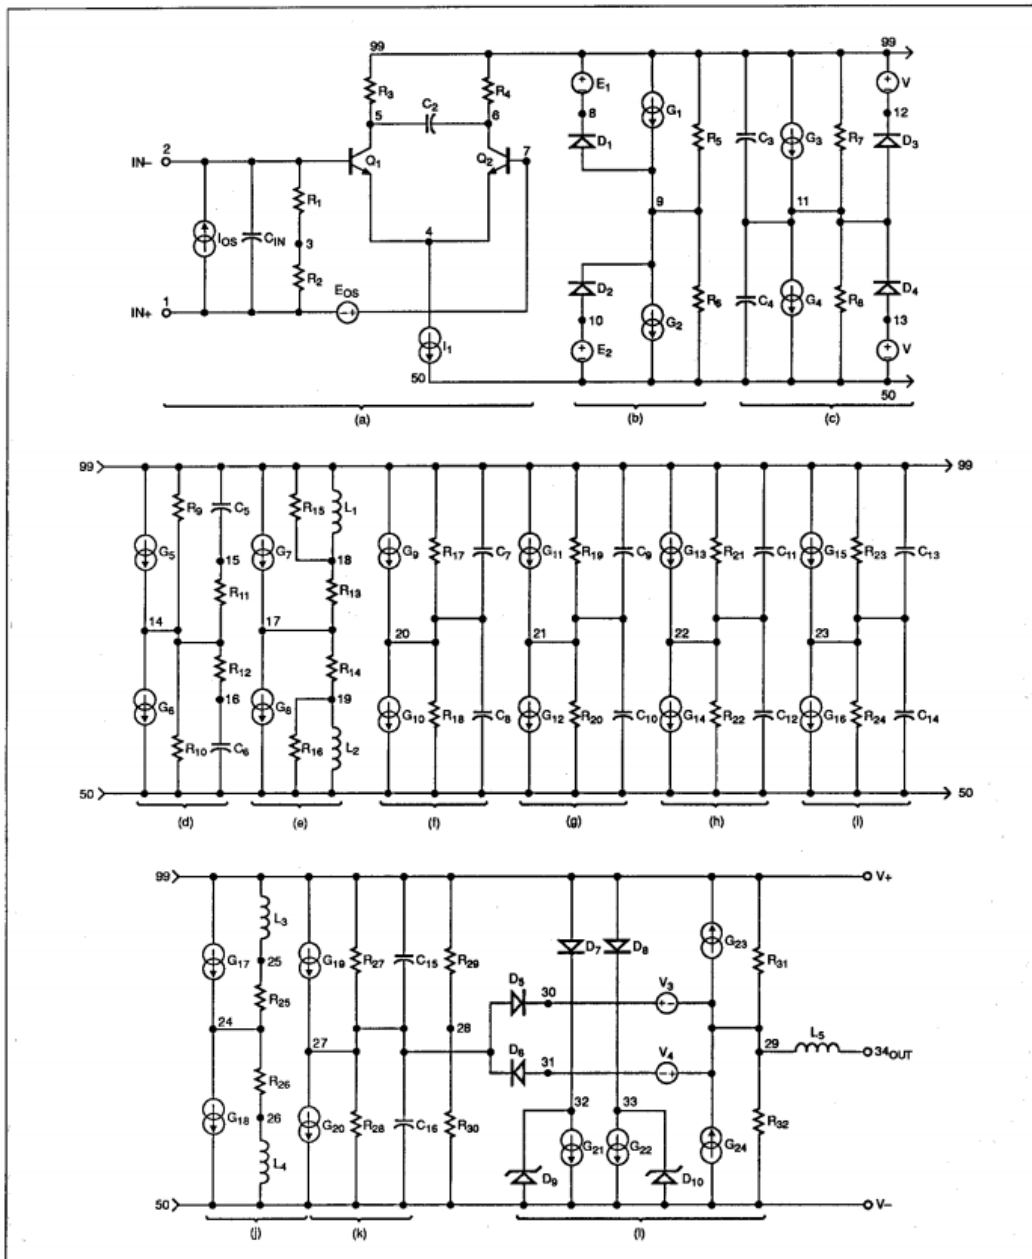 99 99
R3 R4 E1 G1 V
C2 8 12
5 6 R5 C3 G3 R7 D3
D1
IN– 2 Q1 Q2 7
R1 9 11
IOS CIN 3 4
R2 D2 D4
EOS R6 C4 G4 R8
IN+ 1 10 G2 13
I1 E2 V
50 50
(a) (b) (c)
99 99
R9 C5 R15 L1
G5 15 G7 18 G9 R17 C7 G11 R19 C9 G13 R21 C11 G15 R23 C13
R11 R13
14 17 20 21 22 23
R12 R14
G6 16 G8 19 G10 R18 C8 G12 R20 C10 G14 R22 C12 G16 R24 C14
R10 C6 R16 L2
50 50
(d) (e) (f) (g) (h) (i)
99 V+
L3 D7 D8 G23
G17 25 G19 R27 C15 R29 R31
R25 D5 30 V3
24 28 L5
27 29 34OUT
R26 D6 31 V4
G18 26 G20 R28 C16 R30 32 33 R32
L4 G21 G22 G24
D9 D10
50 V–
(j) (k) (l)